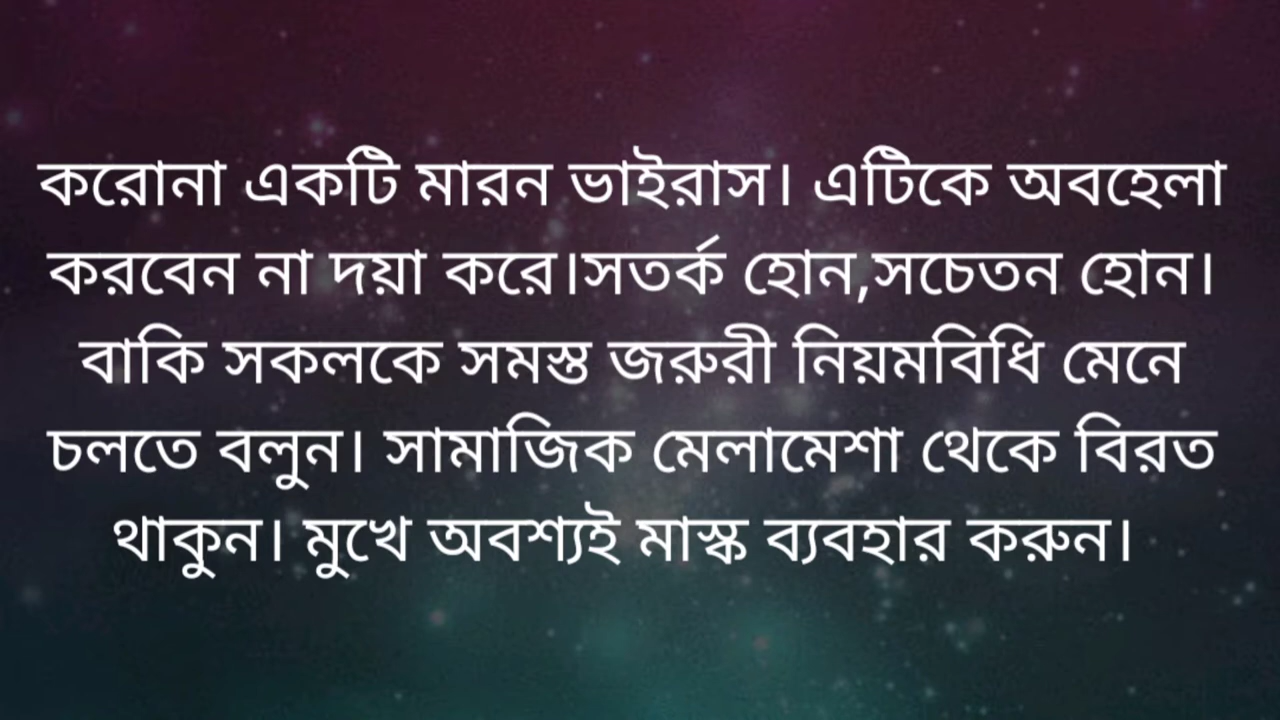 করোনা একটি মারন ভাইরাস। এটিকে অবহেলা
করবেন না দয়া করে।সতর্ক হোন,সচেতন হোন।
বাকি সকলকে সমস্ত জরুরী নিয়মবিধি মেনে
চলতে বলুন। সামাজিক মেলামেশা থেকে বিরত
থাকুন। মুখে অবশ্যই মাস্ক ব্যবহার করুন।